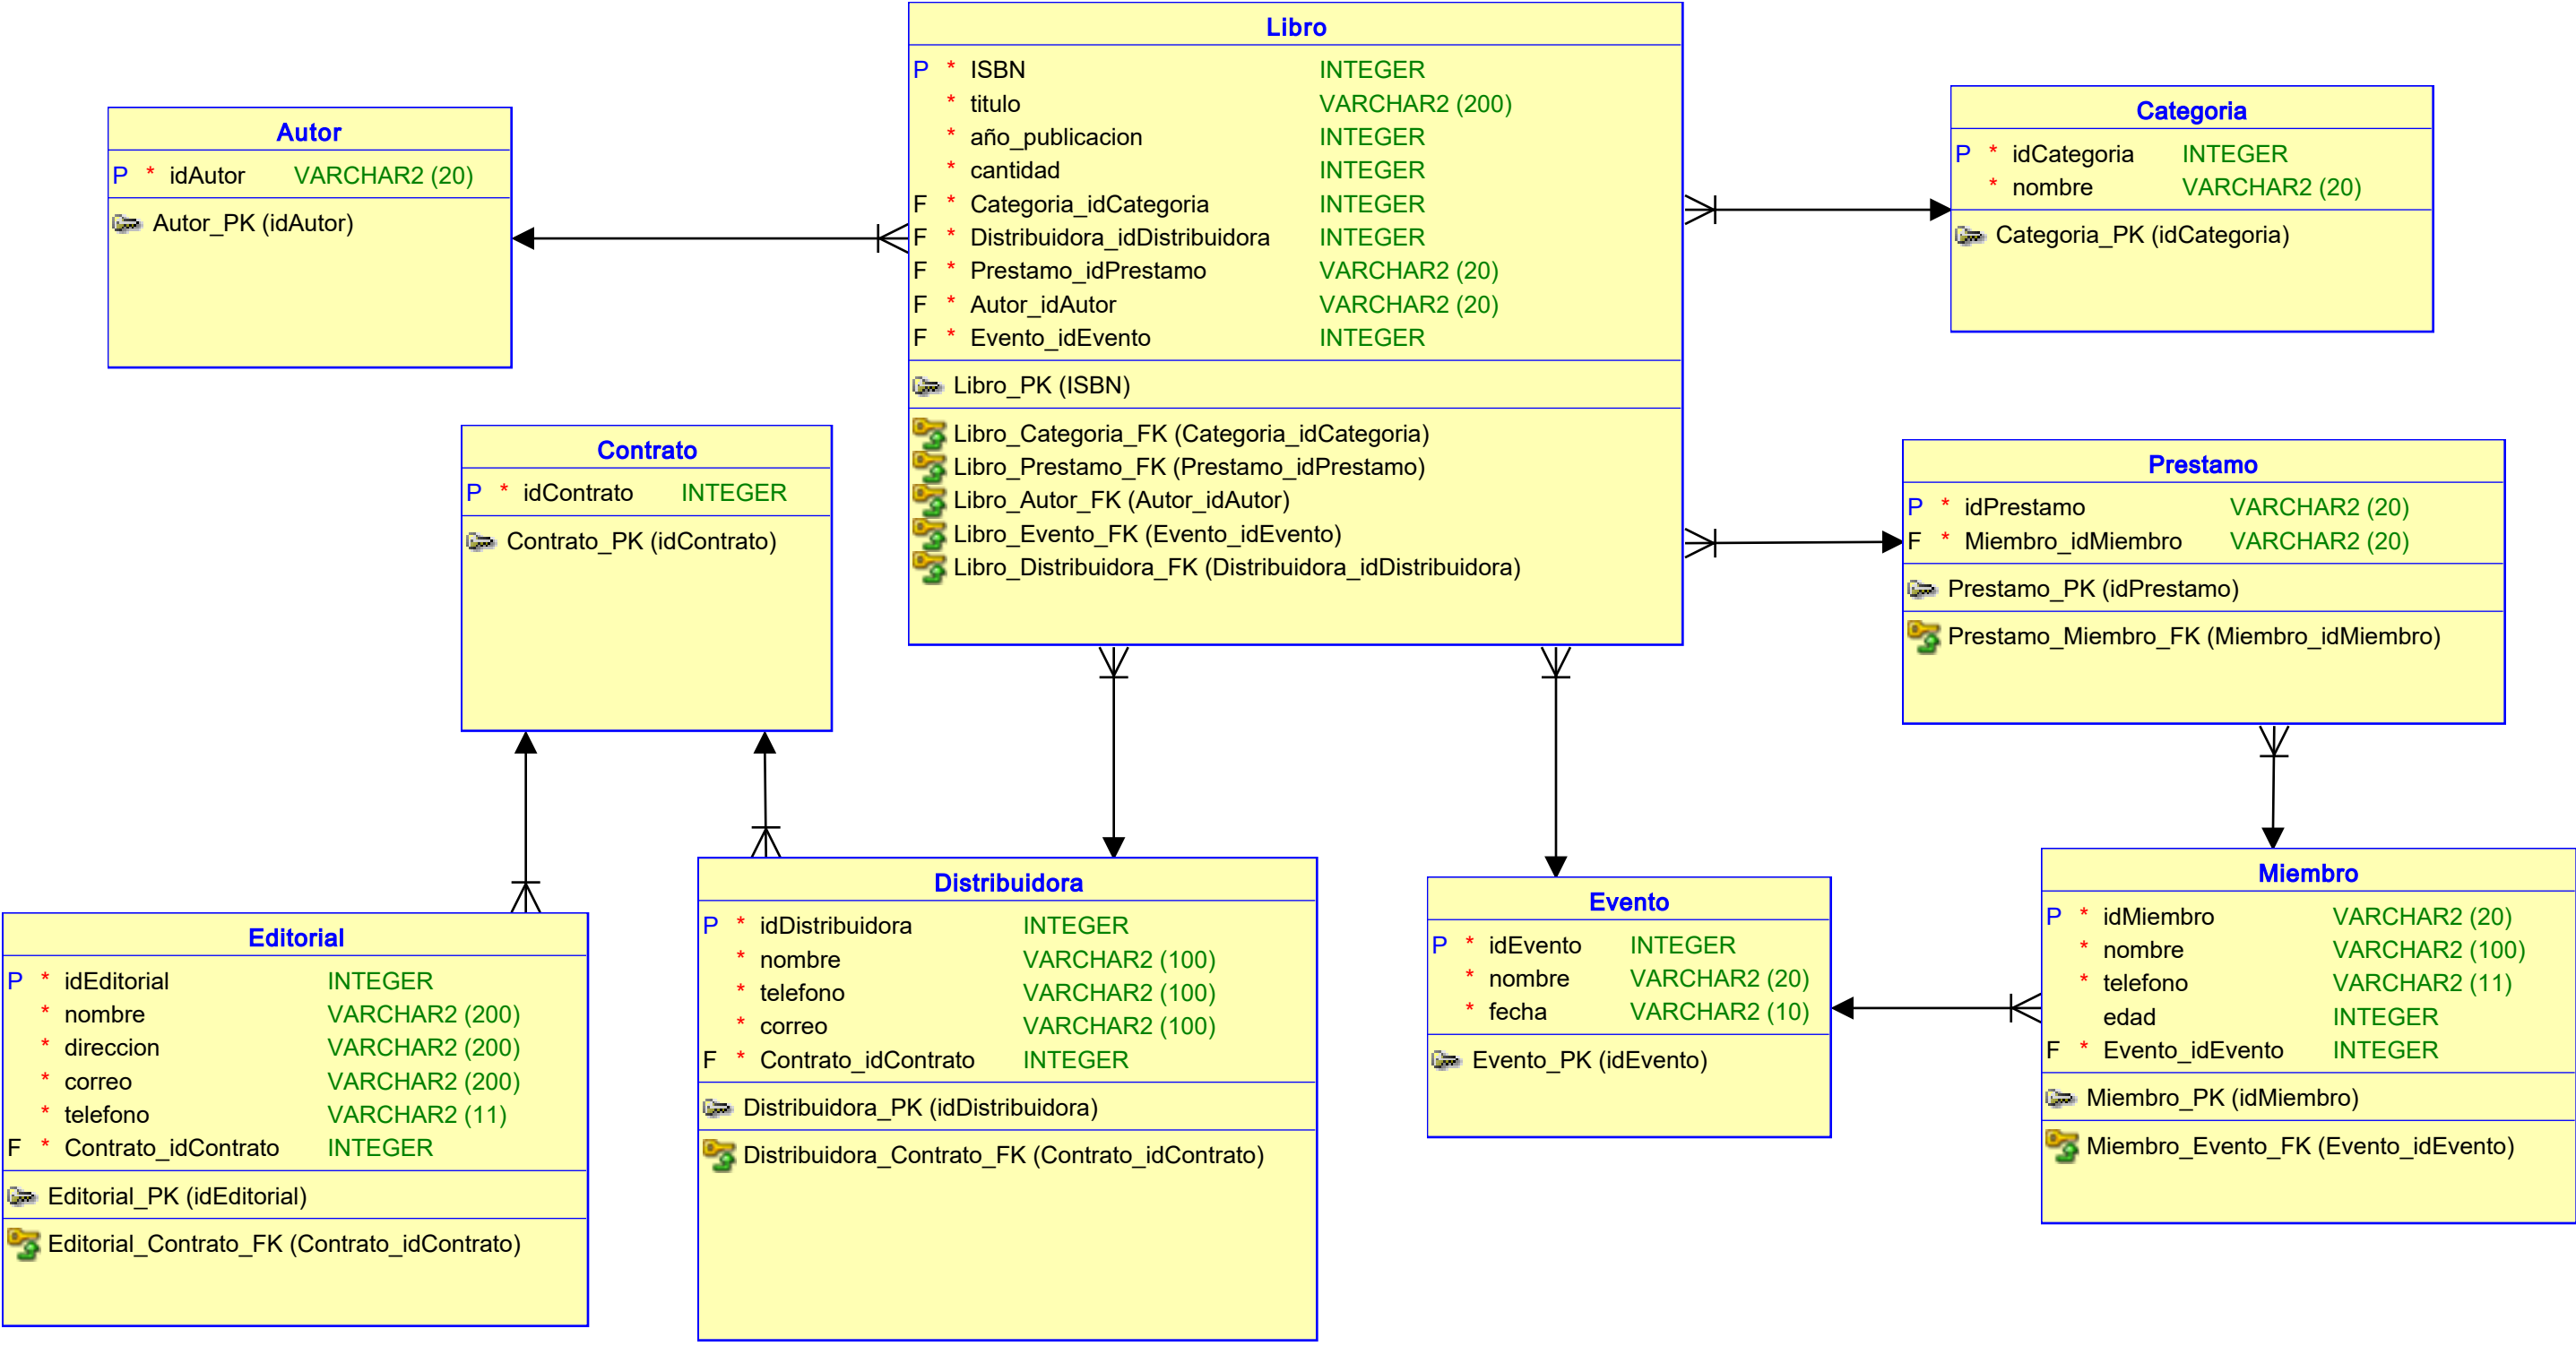 Libro
P * ISBN INTEGER
* titulo VARCHAR2 (200)
* año_publicacion INTEGER
* cantidad INTEGER
F * Categoria_idCategoria INTEGER
F * Distribuidora_idDistribuidora INTEGER
F * Prestamo_idPrestamo VARCHAR2 (20)
F * Autor_idAutor VARCHAR2 (20)
F * Evento_idEvento INTEGER
Libro_PK (ISBN)
Libro_Categoria_FK (Categoria_idCategoria)
Libro_Prestamo_FK (Prestamo_idPrestamo)
Libro_Autor_FK (Autor_idAutor)
Libro_Evento_FK (Evento_idEvento)
Libro_Distribuidora_FK (Distribuidora_idDistribuidora)
Autor
P * idAutor VARCHAR2 (20)
Autor_PK (idAutor)
Categoria
P * idCategoria INTEGER
* nombre VARCHAR2 (20)
Categoria_PK (idCategoria)
Contrato
P * idContrato INTEGER
Contrato_PK (idContrato)
Prestamo
P * idPrestamo VARCHAR2 (20)
F * Miembro_idMiembro VARCHAR2 (20)
Prestamo_PK (idPrestamo)
Prestamo_Miembro_FK (Miembro_idMiembro)
Editorial
P * idEditorial INTEGER
* nombre VARCHAR2 (200)
* direccion VARCHAR2 (200)
* correo VARCHAR2 (200)
* telefono VARCHAR2 (11)
F * Contrato_idContrato INTEGER
Editorial_PK (idEditorial)
Editorial_Contrato_FK (Contrato_idContrato)
Distribuidora
P * idDistribuidora INTEGER
* nombre VARCHAR2 (100)
* telefono VARCHAR2 (100)
* correo VARCHAR2 (100)
F * Contrato_idContrato INTEGER
Distribuidora_PK (idDistribuidora)
Distribuidora_Contrato_FK (Contrato_idContrato)
Evento
P * idEvento INTEGER
* nombre VARCHAR2 (20)
* fecha VARCHAR2 (10)
Evento_PK (idEvento)
Miembro
P * idMiembro VARCHAR2 (20)
* nombre VARCHAR2 (100)
* telefono VARCHAR2 (11)
edad INTEGER
F * Evento_idEvento INTEGER
Miembro_PK (idMiembro)
Miembro_Evento_FK (Evento_idEvento)